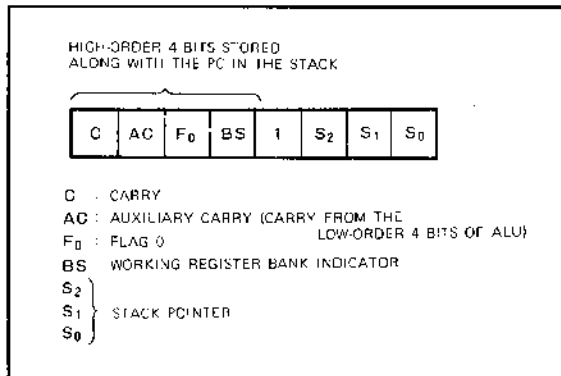 HIGH-ORDER 4 BITS STORED
ALONG WITH THE PC IN THE STACK
C AC F₀ BS 1 S₂ S₁ S₀
C : CARRY
AC : AUXILIARY CARRY (CARRY FROM THE
LOW-ORDER 4 BITS OF ALU)
F₀ : FLAG 0
BS WORKING REGISTER BANK INDICATOR
S₂
S₁ STACK POINTER
S₀